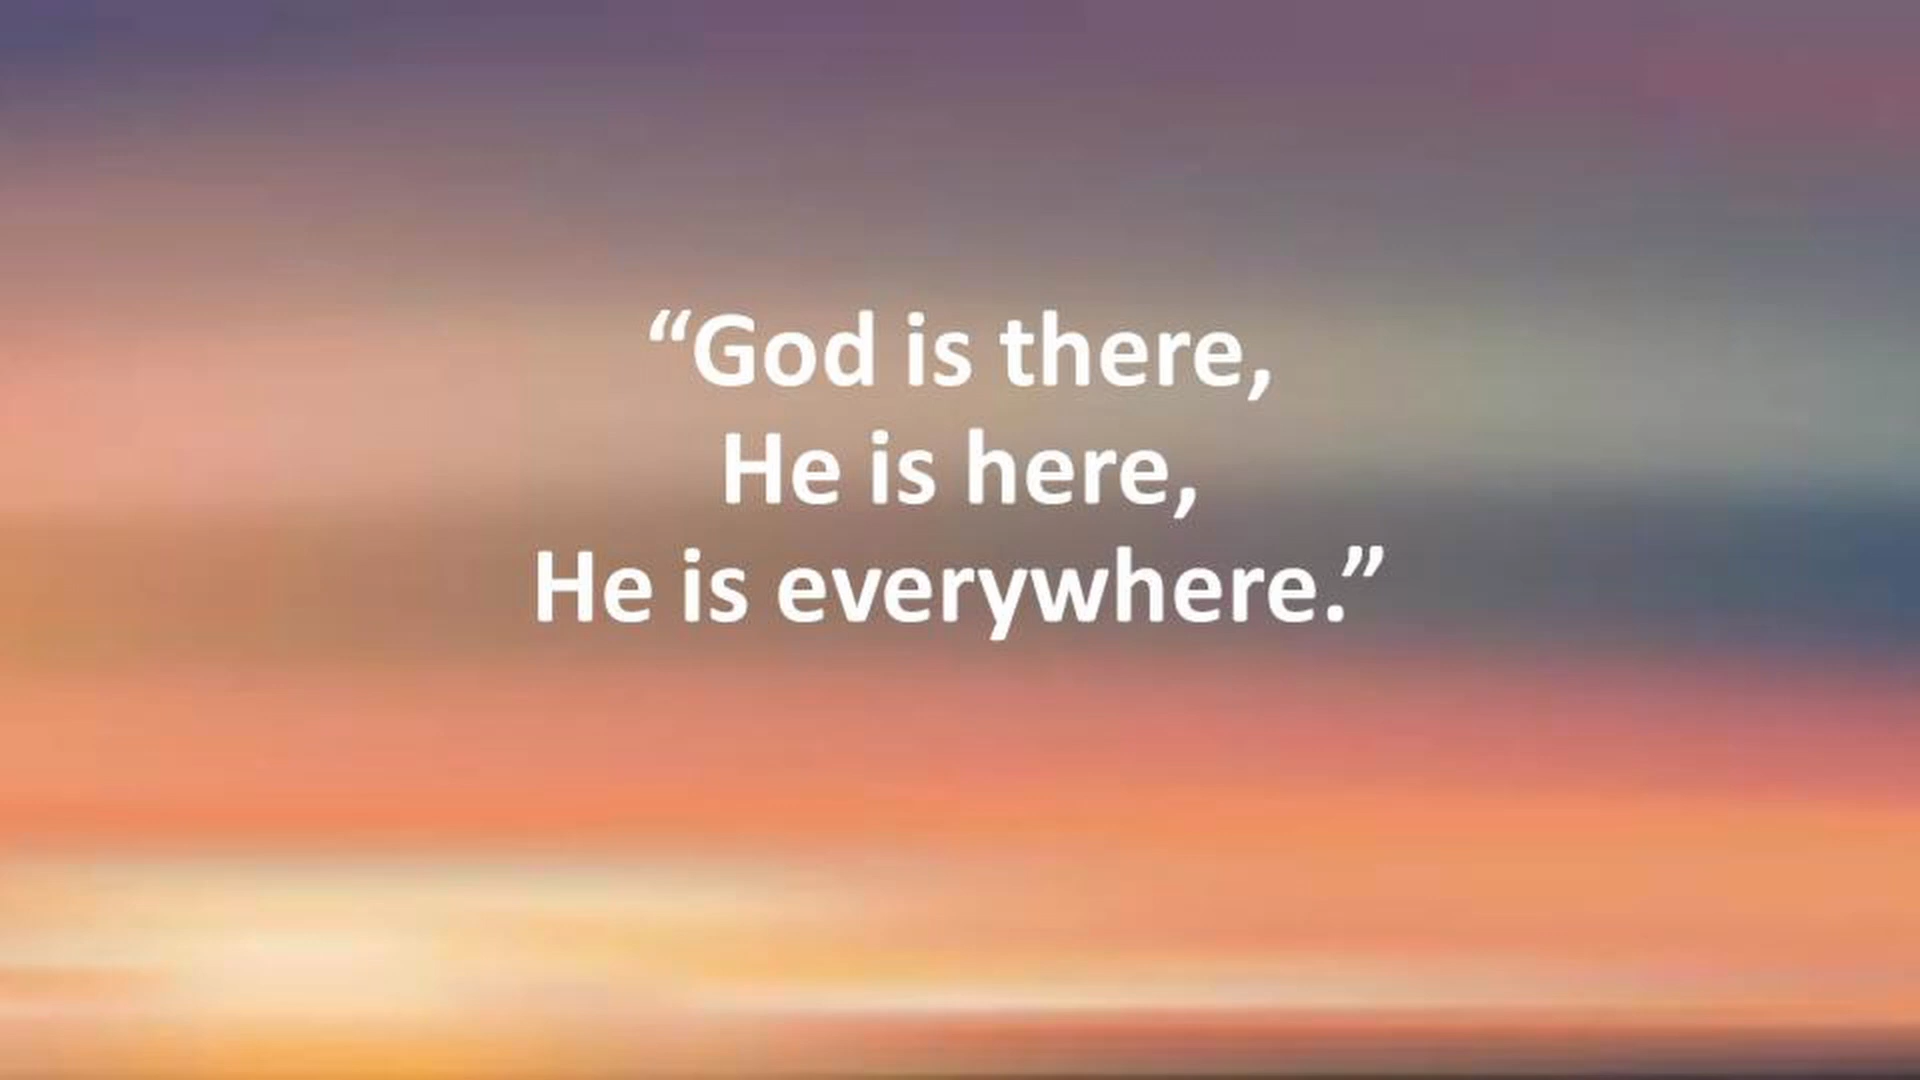 “God is there,
He is here,
He is everywhere.”